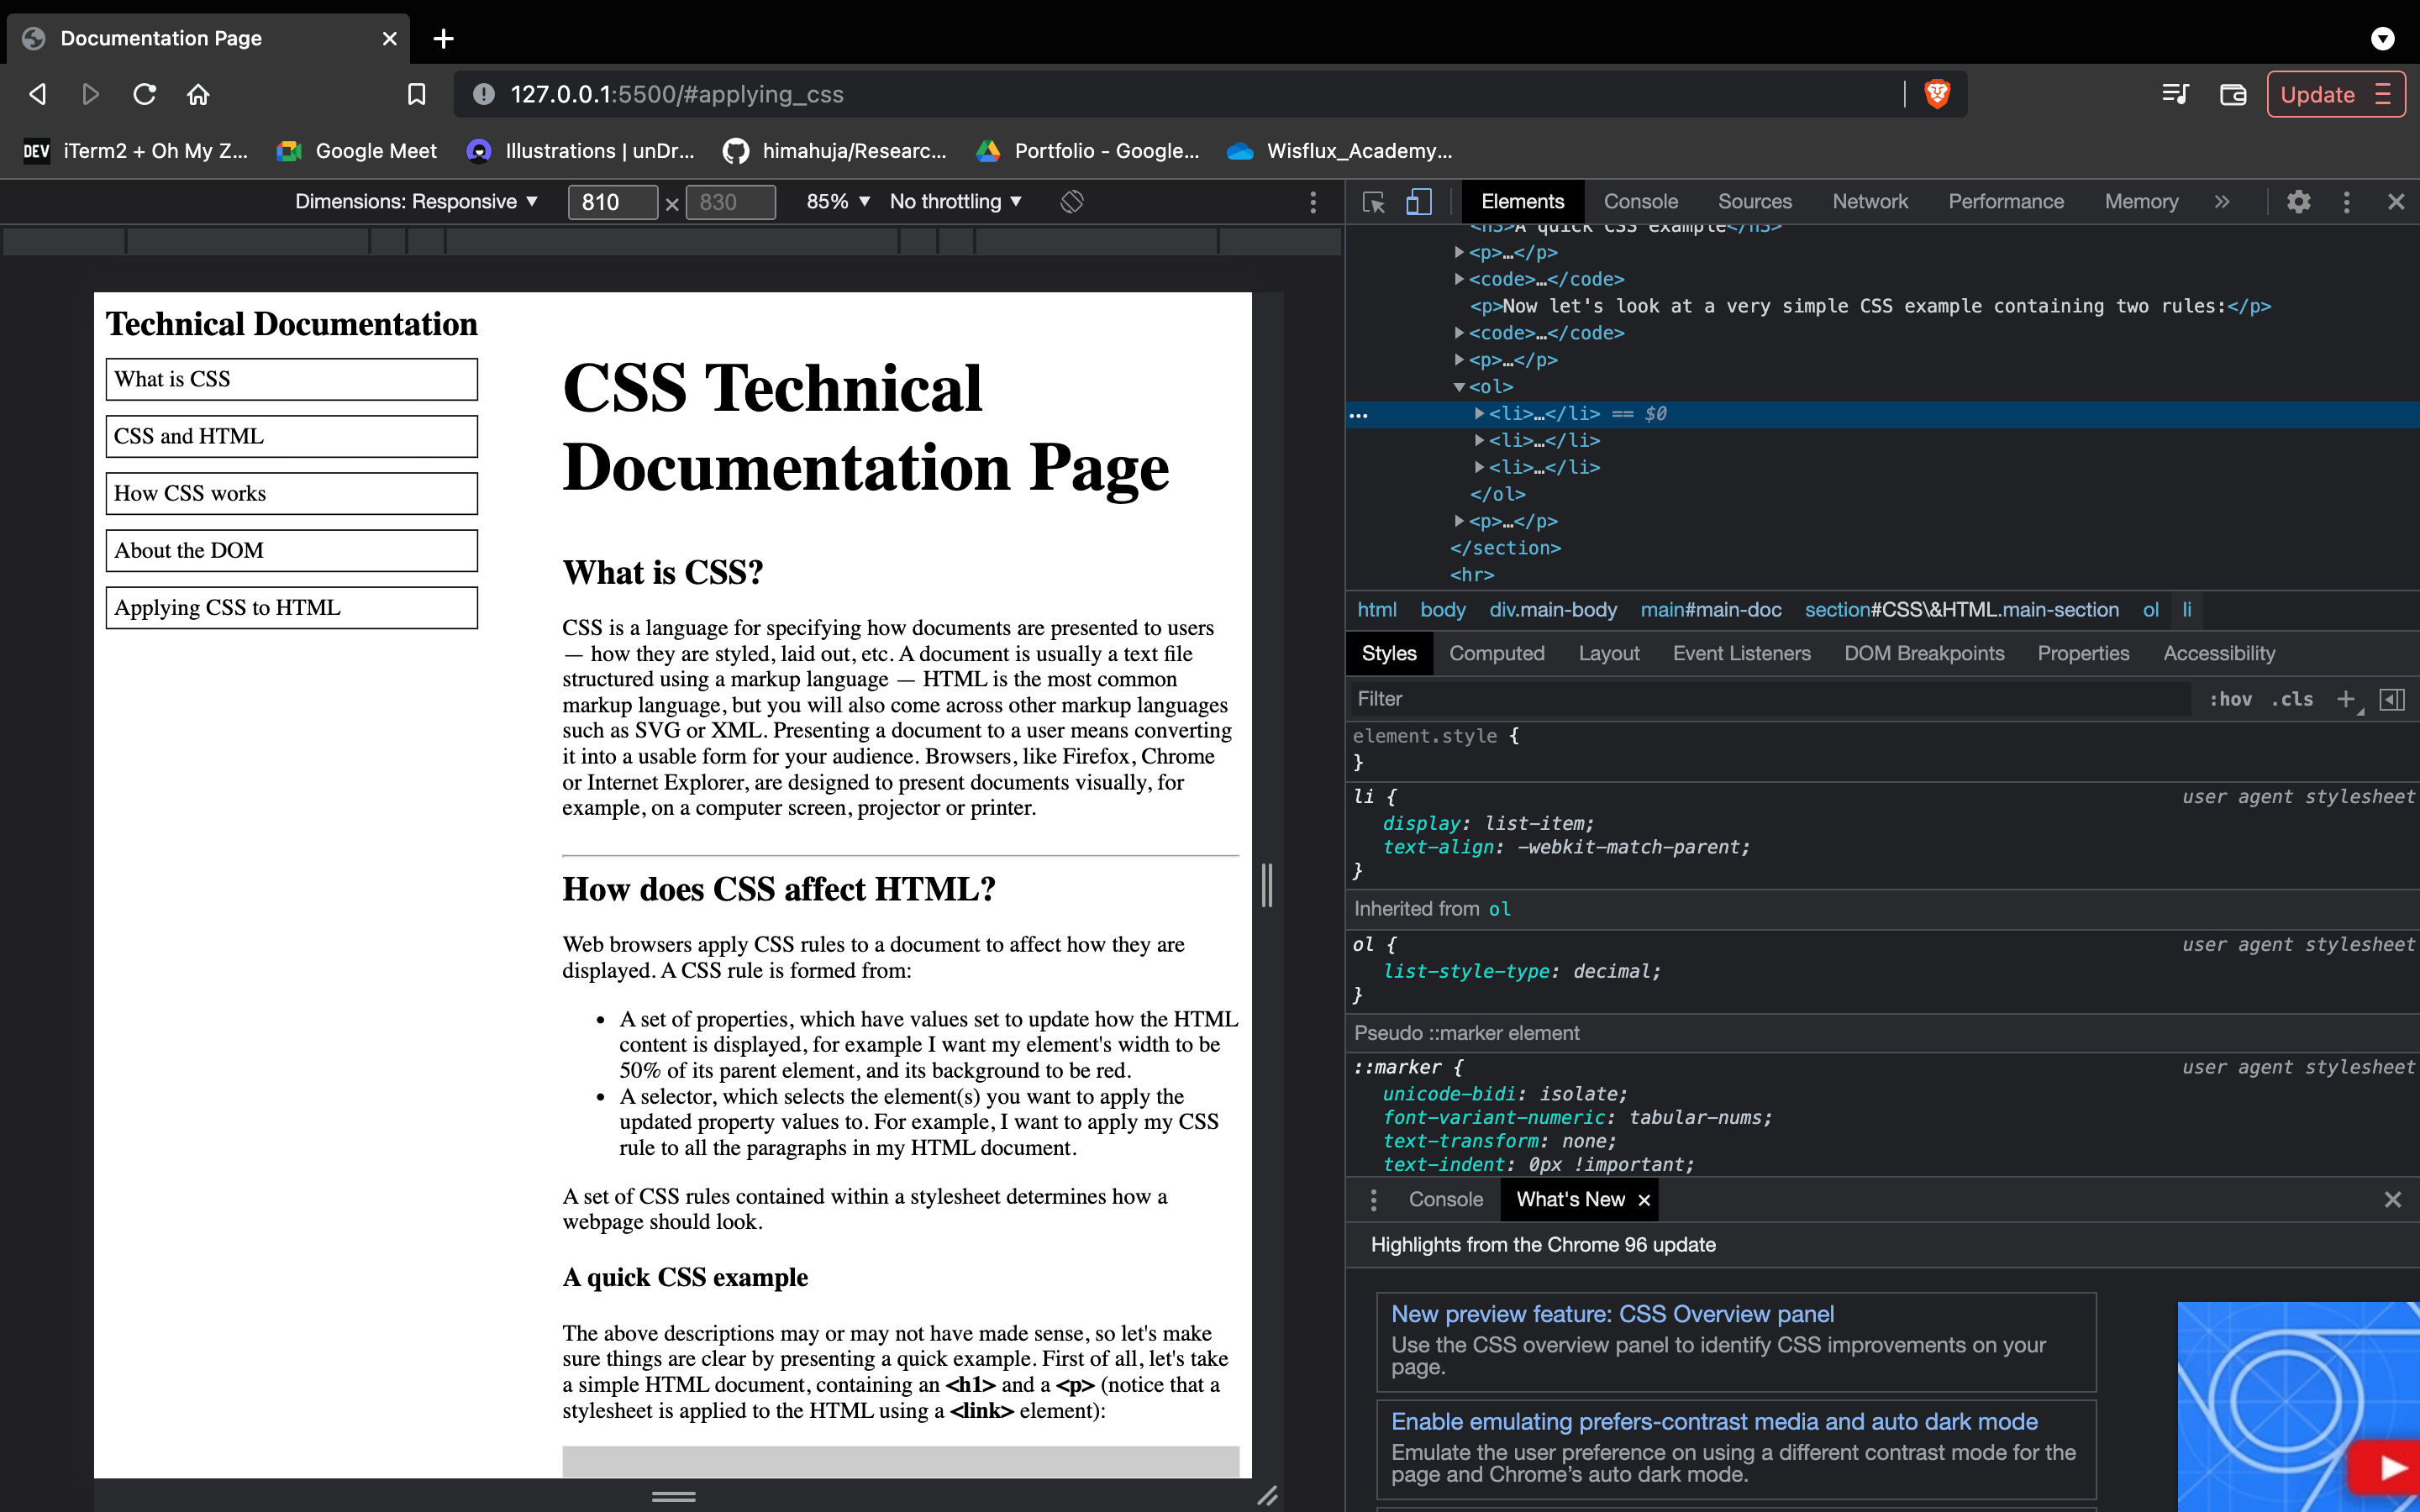 Documentation Page
127.0.0.1:5500/#applying_css
Update
DEV iTerm2 + Oh My Z...
Google Meet
Illustrations | unDr...
himahuja/Researc...
Portfolio - Google...
Wisflux_Academy...
Dimensions: Responsive ▼ 810 × 830 85% ▼ No throttling ▼
Technical Documentation
What is CSS
CSS and HTML
How CSS works
About the DOM
Applying CSS to HTML
CSS Technical
Documentation Page
What is CSS?
CSS is a language for specifying how documents are presented to users
— how they are styled, laid out, etc. A document is usually a text file
structured using a markup language — HTML is the most common
markup language, but you will also come across other markup languages
such as SVG or XML. Presenting a document to a user means converting
it into a usable form for your audience. Browsers, like Firefox, Chrome
or Internet Explorer, are designed to present documents visually, for
example, on a computer screen, projector or printer.
How does CSS affect HTML?
Web browsers apply CSS rules to a document to affect how they are
displayed. A CSS rule is formed from:
• A set of properties, which have values set to update how the HTML
content is displayed, for example I want my element's width to be
50% of its parent element, and its background to be red.
• A selector, which selects the element(s) you want to apply the
updated property values to. For example, I want to apply my CSS
rule to all the paragraphs in my HTML document.
A set of CSS rules contained within a stylesheet determines how a
webpage should look.
A quick CSS example
The above descriptions may or may not have made sense, so let's make
sure things are clear by presenting a quick example. First of all, let's take
a simple HTML document, containing an <h1> and a <p> (notice that a
stylesheet is applied to the HTML using a <link> element):
Elements Console Sources Network Performance Memory »
<h3>A quick CSS example</h3>
<p>…</p>
<code>…</code>
<p>Now let's look at a very simple CSS example containing two rules:</p>
<code>…</code>
<p>…</p>
<ol>
<li>…</li> == $0
<li>…</li>
<li>…</li>
</ol>
<p>…</p>
</section>
<hr>
html body div.main-body main#main-doc section#CSS\&HTML.main-section ol li
Styles Computed Layout Event Listeners DOM Breakpoints Properties Accessibility
Filter :hov .cls +
element.style {
}
li { user agent stylesheet
display: list-item;
text-align: -webkit-match-parent;
}
Inherited from ol
ol { user agent stylesheet
list-style-type: decimal;
}
Pseudo ::marker element
::marker { user agent stylesheet
unicode-bidi: isolate;
font-variant-numeric: tabular-nums;
text-transform: none;
text-indent: 0px !important;
Console What's New
Highlights from the Chrome 96 update
New preview feature: CSS Overview panel
Use the CSS overview panel to identify CSS improvements on your
page.
Enable emulating prefers-contrast media and auto dark mode
Emulate the user preference on using a different contrast mode for the
page and Chrome's auto dark mode.